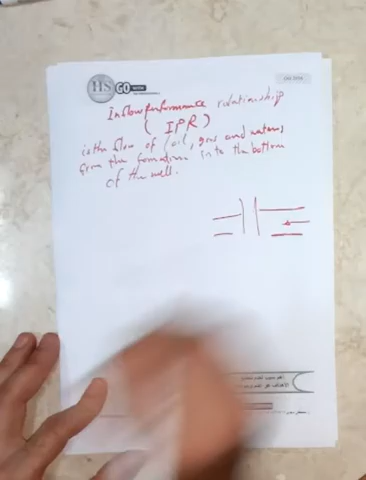 HS GO
Inflow performance relationship
( IPR )
is the flow of (oil, gas and water)
from the formation into the bottom
of the well.